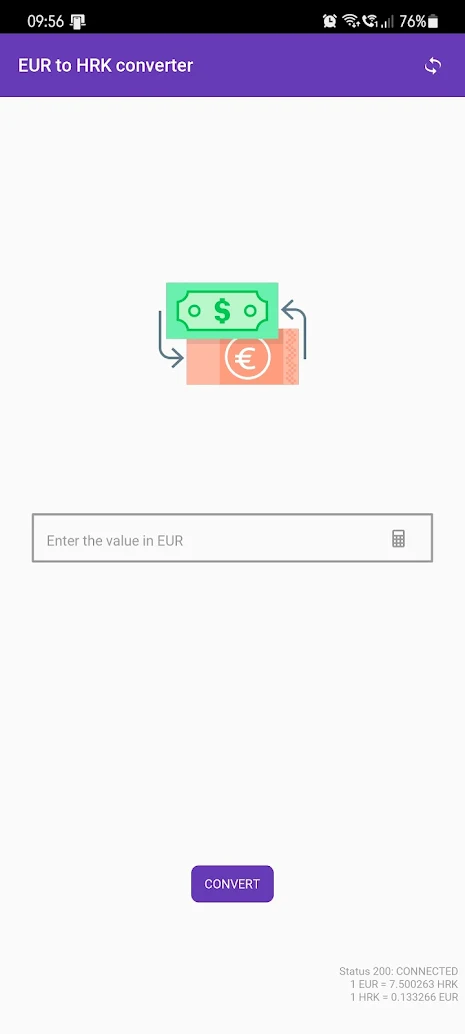 09:56 76%
EUR to HRK converter
$
€
Enter the value in EUR
CONVERT
Status 200: CONNECTED
1 EUR = 7.500263 HRK
1 HRK = 0.133266 EUR